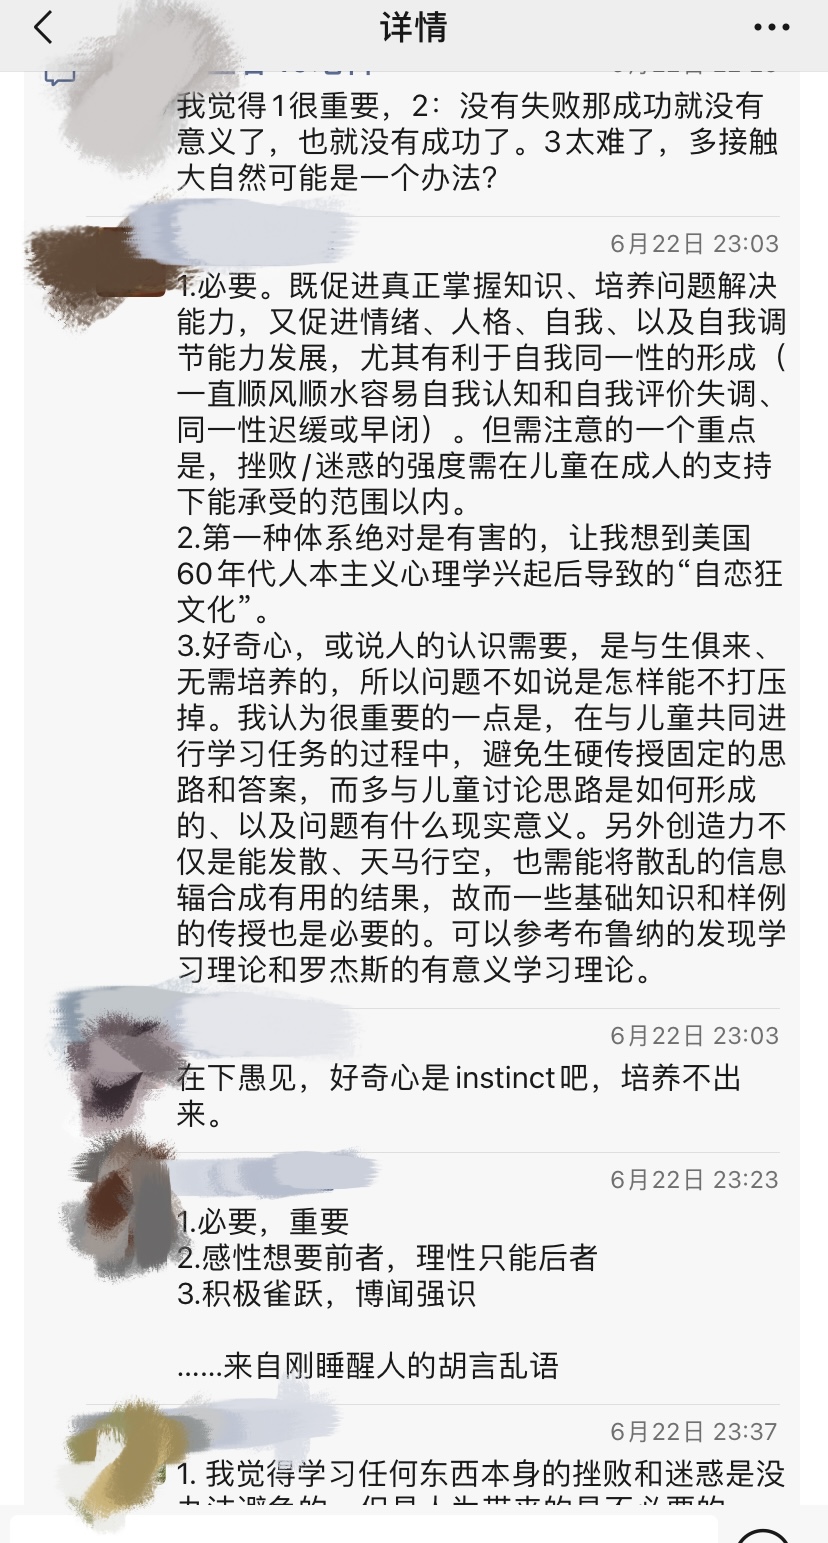 详情
我觉得1很重要，2：没有失败那成功就没有
意义了，也就没有成功了。3太难了，多接触
大自然可能是一个办法?
6月22日 23:03
1.必要。既促进真正掌握知识、培养问题解决
能力，又促进情绪、人格、自我、以及自我调
节能力发展，尤其有利于自我同一性的形成（
一直顺风顺水容易自我认知和自我评价失调、
同一性迟缓或早闭）。但需注意的一个重点
是，挫败/迷惑的强度需在儿童在成人的支持
下能承受的范围以内。
2.第一种体系绝对是有害的，让我想到美国
60年代人本主义心理学兴起后导致的“自恋狂
文化”。
3.好奇心，或说人的认识需要，是与生俱来、
无需培养的，所以问题不如说是怎样能不打压
掉。我认为很重要的一点是，在与儿童共同进
行学习任务的过程中，避免生硬传授固定的思
路和答案，而多与儿童讨论思路是如何形成
的、以及问题有什么现实意义。另外创造力不
仅是能发散、天马行空，也需能将散乱的信息
辐合成有用的结果，故而一些基础知识和样例
的传授也是必要的。可以参考布鲁纳的发现学
习理论和罗杰斯的有意义学习理论。
6月22日 23:03
在下愚见，好奇心是instinct吧，培养不出
来。
6月22日 23:23
1.必要，重要
2.感性想要前者，理性只能后者
3.积极雀跃，博闻强识
……来自刚睡醒人的胡言乱语
6月22日 23:37
1. 我觉得学习任何东西本身的挫败和迷惑是没